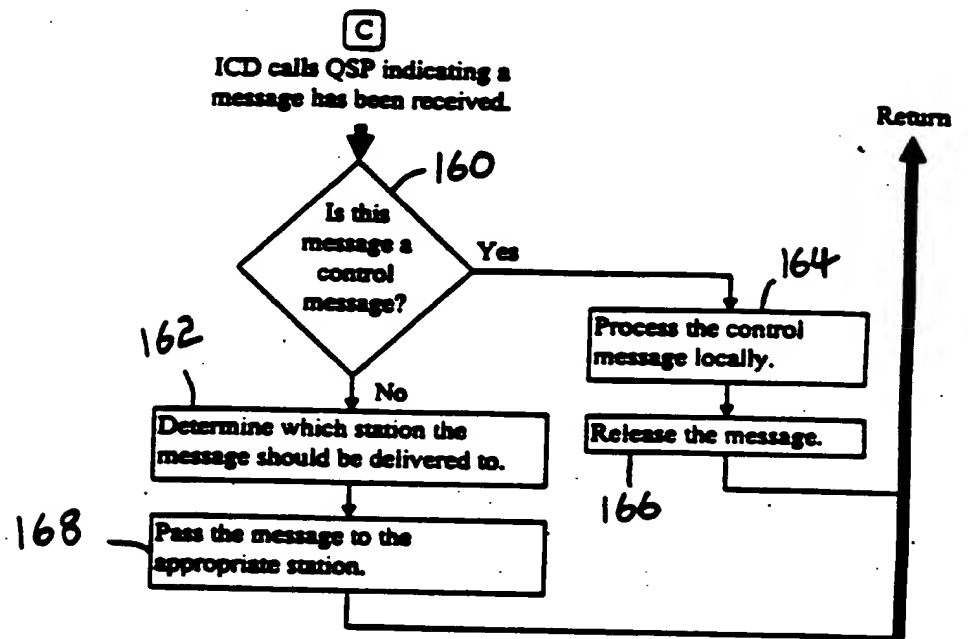 C
ICD calls QSP indicating a
message has been received.
Return
160
Is this
message a
control
message?
Yes
164
Process the control
message locally.
162
No
Determine which station the
message should be delivered to.
Release the message.
166
168
Pass the message to the
appropriate station.